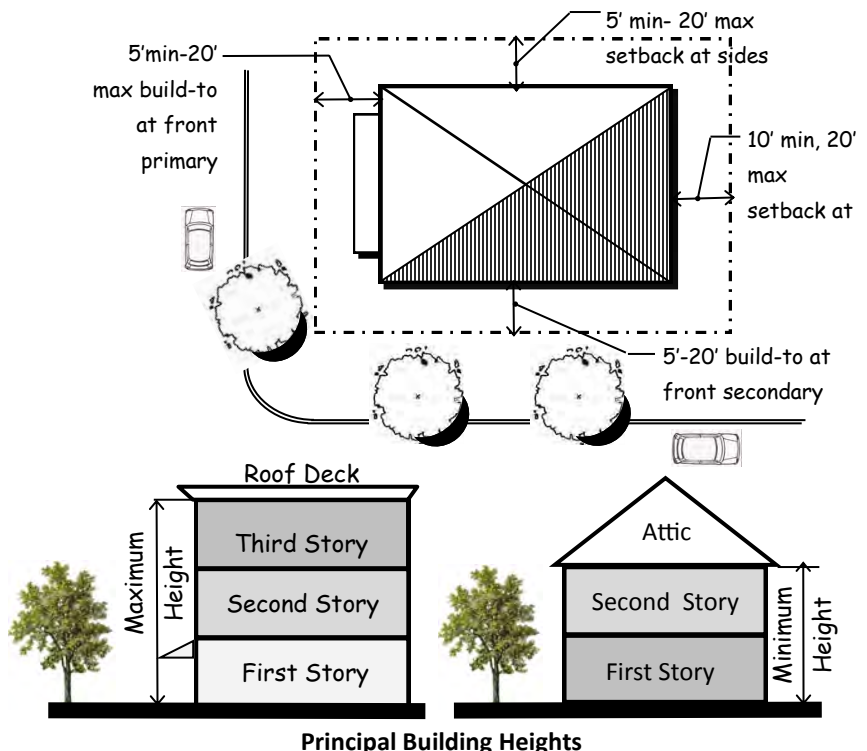 5' min- 20' max
setback at sides
5'min-20'
max build-to
at front
primary
10' min, 20'
max
setback at
5'-20' build-to at
front secondary
Roof Deck
Third Story
Second Story
First Story
Maximum
Height
Attic
Second Story
First Story
Minimum
Height
Principal Building Heights